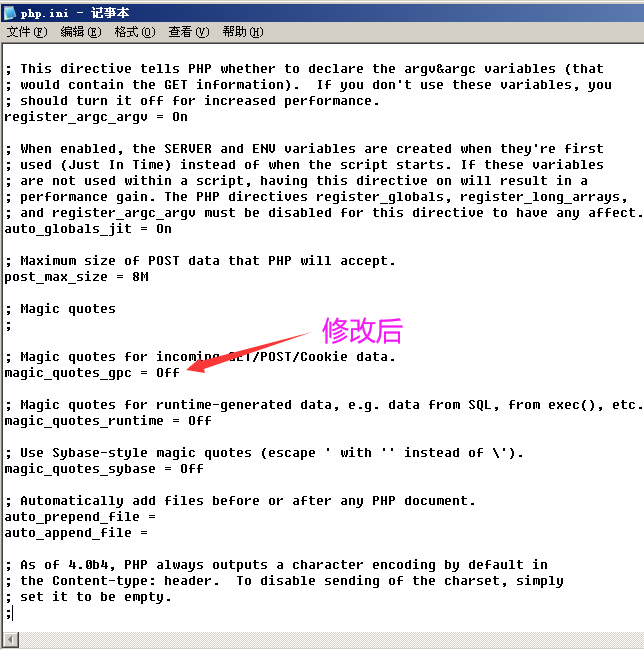 php.ini - 记事本
文件(F) 编辑(E) 格式(O) 查看(V) 帮助(H)
; This directive tells PHP whether to declare the argv&argc variables (that
; would contain the GET information).  If you don't use these variables, you
; should turn it off for increased performance.
register_argc_argv = On
; When enabled, the SERVER and ENV variables are created when they're first
; used (Just In Time) instead of when the script starts. If these variables
; are not used within a script, having this directive on will result in a
; performance gain. The PHP directives register_globals, register_long_arrays,
; and register_argc_argv must be disabled for this directive to have any affect.
auto_globals_jit = On
; Maximum size of POST data that PHP will accept.
post_max_size = 8M
; Magic quotes
;
修改后
; Magic quotes for incoming GET/POST/Cookie data.
magic_quotes_gpc = Off
; Magic quotes for runtime-generated data, e.g. data from SQL, from exec(), etc.
magic_quotes_runtime = Off
; Use Sybase-style magic quotes (escape ' with '' instead of \').
magic_quotes_sybase = Off
; Automatically add files before or after any PHP document.
auto_prepend_file =
auto_append_file =
; As of 4.0b4, PHP always outputs a character encoding by default in
; the Content-type: header.  To disable sending of the charset, simply
; set it to be empty.
;